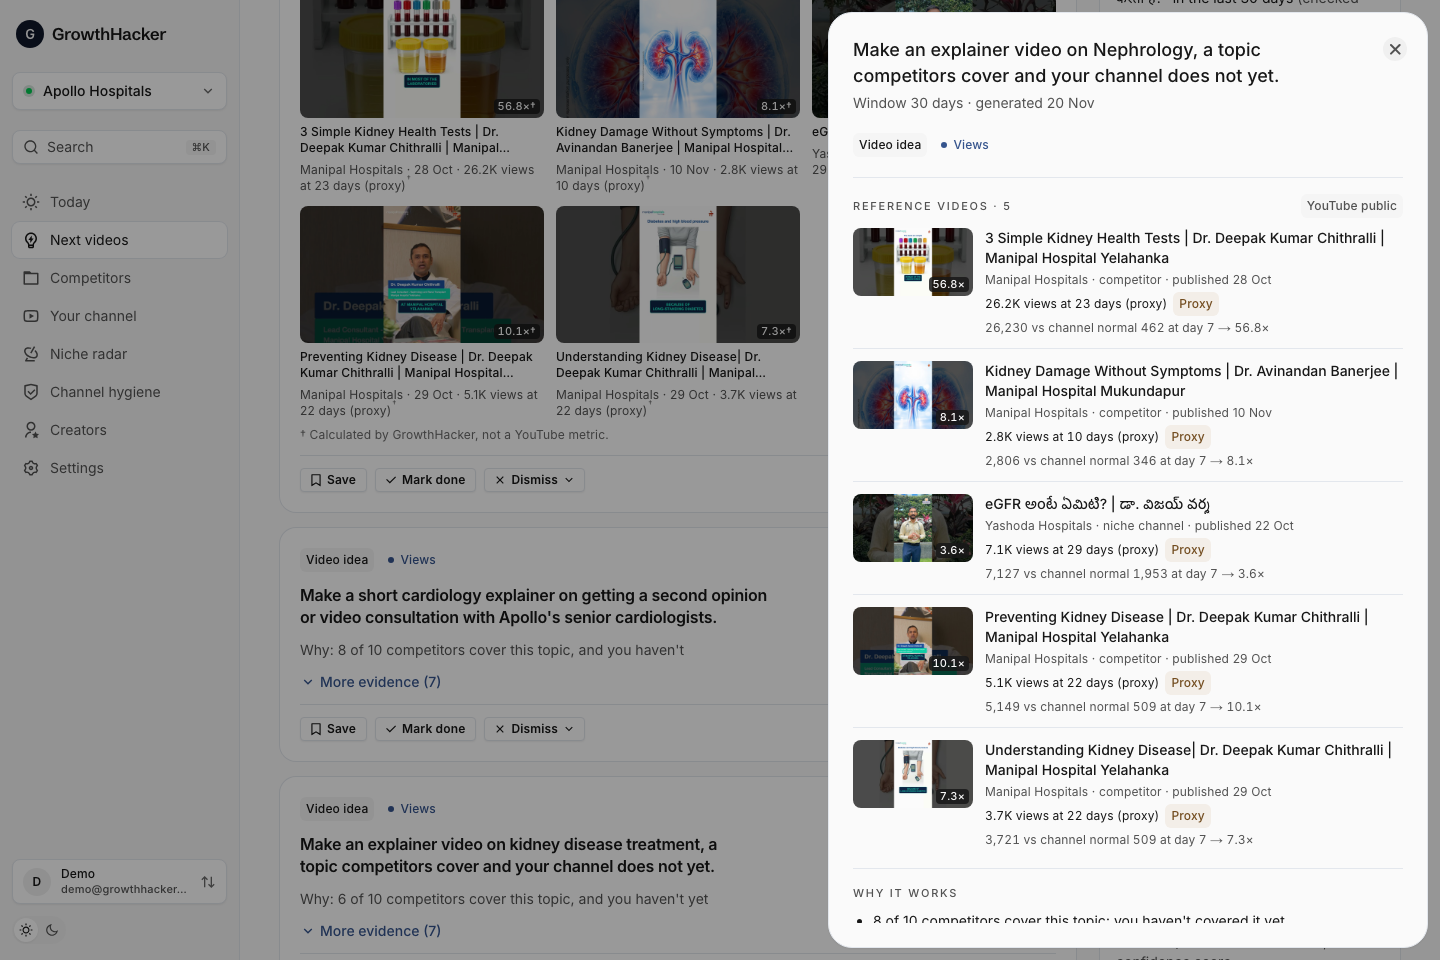 G GrowthHacker
Apollo Hospitals
Search ⌘K
Today
Next videos
Competitors
Your channel
Niche radar
Channel hygiene
Creators
Settings
D Demo
demo@growthhacker...
56.8×†
8.1×†
3 Simple Kidney Health Tests | Dr.
Deepak Kumar Chithralli | Manipal...
Manipal Hospitals · 28 Oct · 26.2K views
at 23 days (proxy)†
Kidney Damage Without Symptoms | Dr.
Avinandan Banerjee | Manipal Hospital...
Manipal Hospitals · 10 Nov · 2.8K views at
10 days (proxy)†
10.1×†
Diabetes and high blood pressure
7.3×†
Preventing Kidney Disease | Dr. Deepak
Kumar Chithralli | Manipal Hospital...
Manipal Hospitals · 29 Oct · 5.1K views at
22 days (proxy)†
Understanding Kidney Disease| Dr.
Deepak Kumar Chithralli | Manipal...
Manipal Hospitals · 29 Oct · 3.7K views at
22 days (proxy)†
† Calculated by GrowthHacker, not a YouTube metric.
Save Mark done Dismiss
Video idea Views
Make a short cardiology explainer on getting a second opinion
or video consultation with Apollo's senior cardiologists.
Why: 8 of 10 competitors cover this topic, and you haven't
More evidence (7)
Save Mark done Dismiss
Video idea Views
Make an explainer video on kidney disease treatment, a
topic competitors cover and your channel does not yet.
Why: 6 of 10 competitors cover this topic, and you haven't yet
More evidence (7)
Make an explainer video on Nephrology, a topic
competitors cover and your channel does not yet.
Window 30 days · generated 20 Nov
Video idea Views
REFERENCE VIDEOS · 5 YouTube public
56.8×
3 Simple Kidney Health Tests | Dr. Deepak Kumar Chithralli |
Manipal Hospital Yelahanka
Manipal Hospitals · competitor · published 28 Oct
26.2K views at 23 days (proxy) Proxy
26,230 vs channel normal 462 at day 7 → 56.8×
8.1×
Kidney Damage Without Symptoms | Dr. Avinandan Banerjee |
Manipal Hospital Mukundapur
Manipal Hospitals · competitor · published 10 Nov
2.8K views at 10 days (proxy) Proxy
2,806 vs channel normal 346 at day 7 → 8.1×
3.6×
eGFR అంటే ఏమిటి? | డా. విజయ్ వర్మ
Yashoda Hospitals · niche channel · published 22 Oct
7.1K views at 29 days (proxy) Proxy
7,127 vs channel normal 1,953 at day 7 → 3.6×
10.1×
Preventing Kidney Disease | Dr. Deepak Kumar Chithralli |
Manipal Hospital Yelahanka
Manipal Hospitals · competitor · published 29 Oct
5.1K views at 22 days (proxy) Proxy
5,149 vs channel normal 509 at day 7 → 10.1×
7.3×
Understanding Kidney Disease| Dr. Deepak Kumar Chithralli |
Manipal Hospital Yelahanka
Manipal Hospitals · competitor · published 29 Oct
3.7K views at 22 days (proxy) Proxy
3,721 vs channel normal 509 at day 7 → 7.3×
WHY IT WORKS
8 of 10 competitors cover this topic; you haven't covered it yet